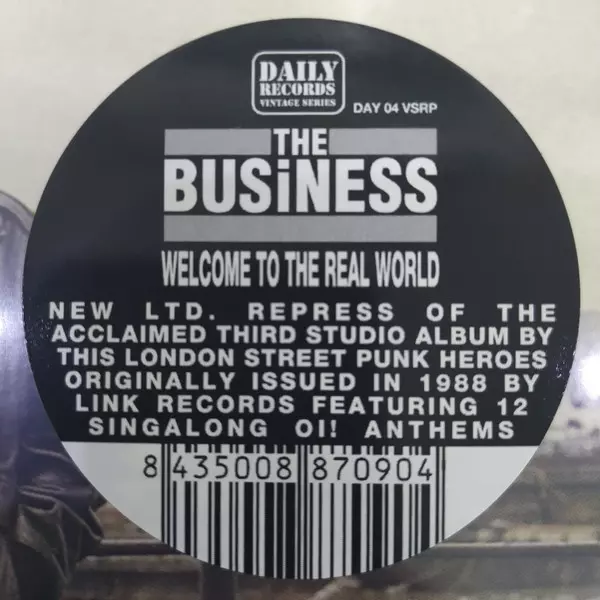 DAILY
RECORDS
VINTAGE SERIES
DAY 04 VSRP
THE
BUSiNESS
WELCOME TO THE REAL WORLD
NEW LTD. REPRESS OF THE
ACCLAIMED THIRD STUDIO ALBUM BY
THIS LONDON STREET PUNK HEROES
ORIGINALLY ISSUED IN 1988 BY
LINK RECORDS FEATURING 12
SINGALONG OI! ANTHEMS
8 435008 870904